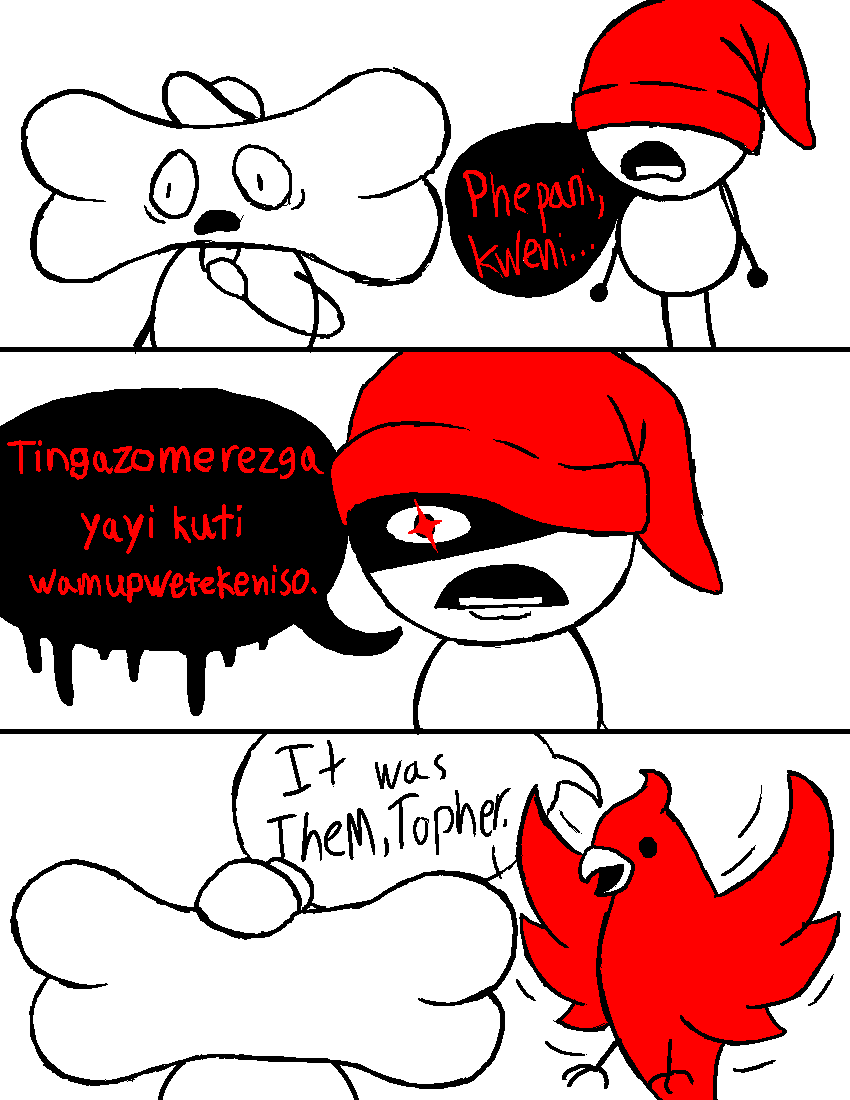 Phepani,
kweni...
Tingazomerezga
yayi kuti
wamupwetekeniso.
It was
Them, Topher.